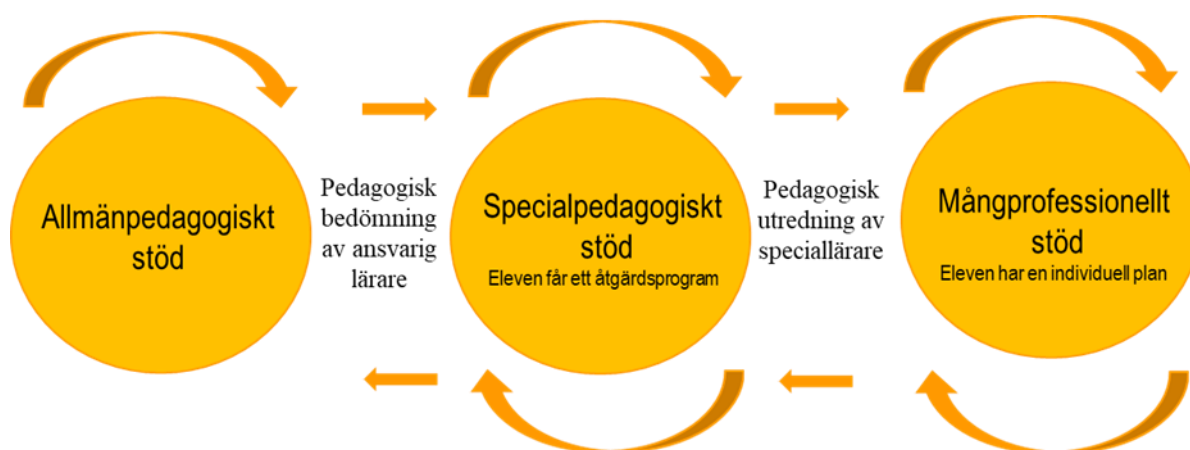 Allmänpedagogiskt
stöd
Pedagogisk
bedömning
av ansvarig
lärare
Specialpedagogiskt
stöd
Eleven får ett åtgärdsprogram
Pedagogisk
utredning av
speciallärare
Mångprofessionellt
stöd
Eleven har en individuell plan